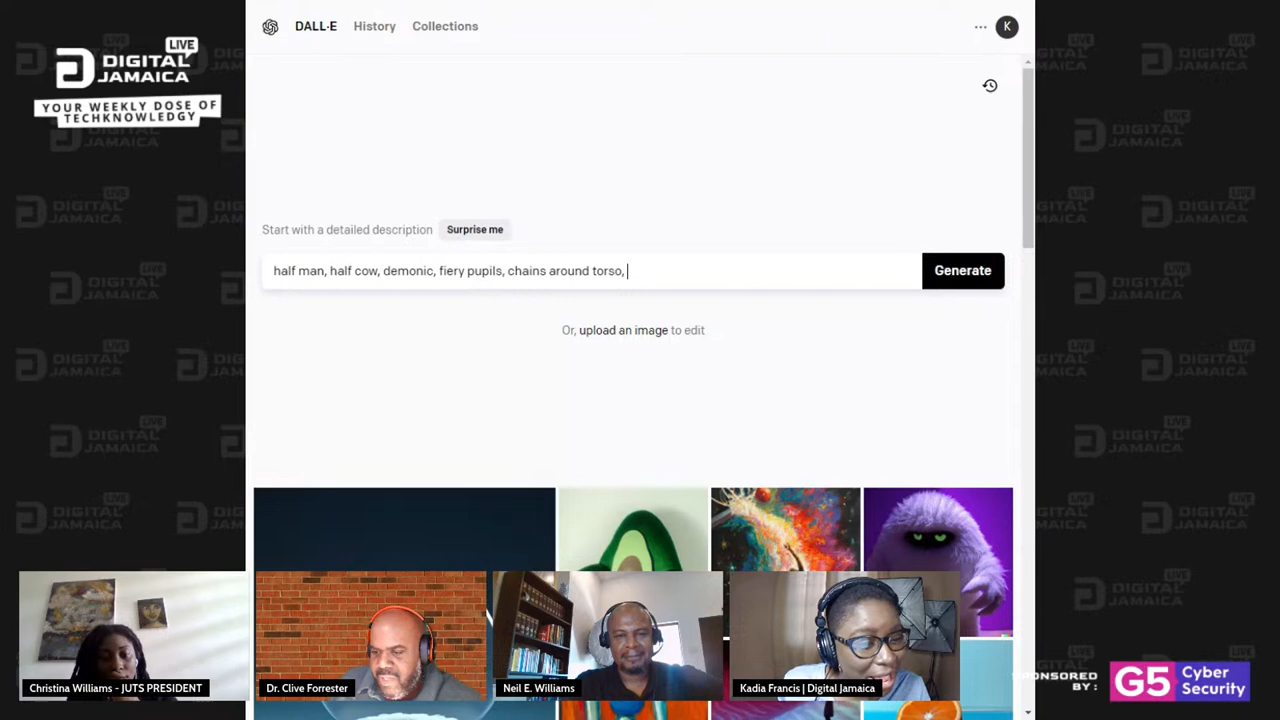 LIVE
DIGITAL
JAMAICA
YOUR WEEKLY DOSE OF
TECHKNOWLEDGY
DALL·E History Collections
... K
Start with a detailed description Surprise me
half man, half cow, demonic, fiery pupils, chains around torso,
Generate
Or, upload an image to edit
Christina Williams - JUTS PRESIDENT
Dr. Clive Forrester
Neil E. Williams
Kadia Francis | Digital Jamaica
SPONSORED
BY:
G5 Cyber
Security